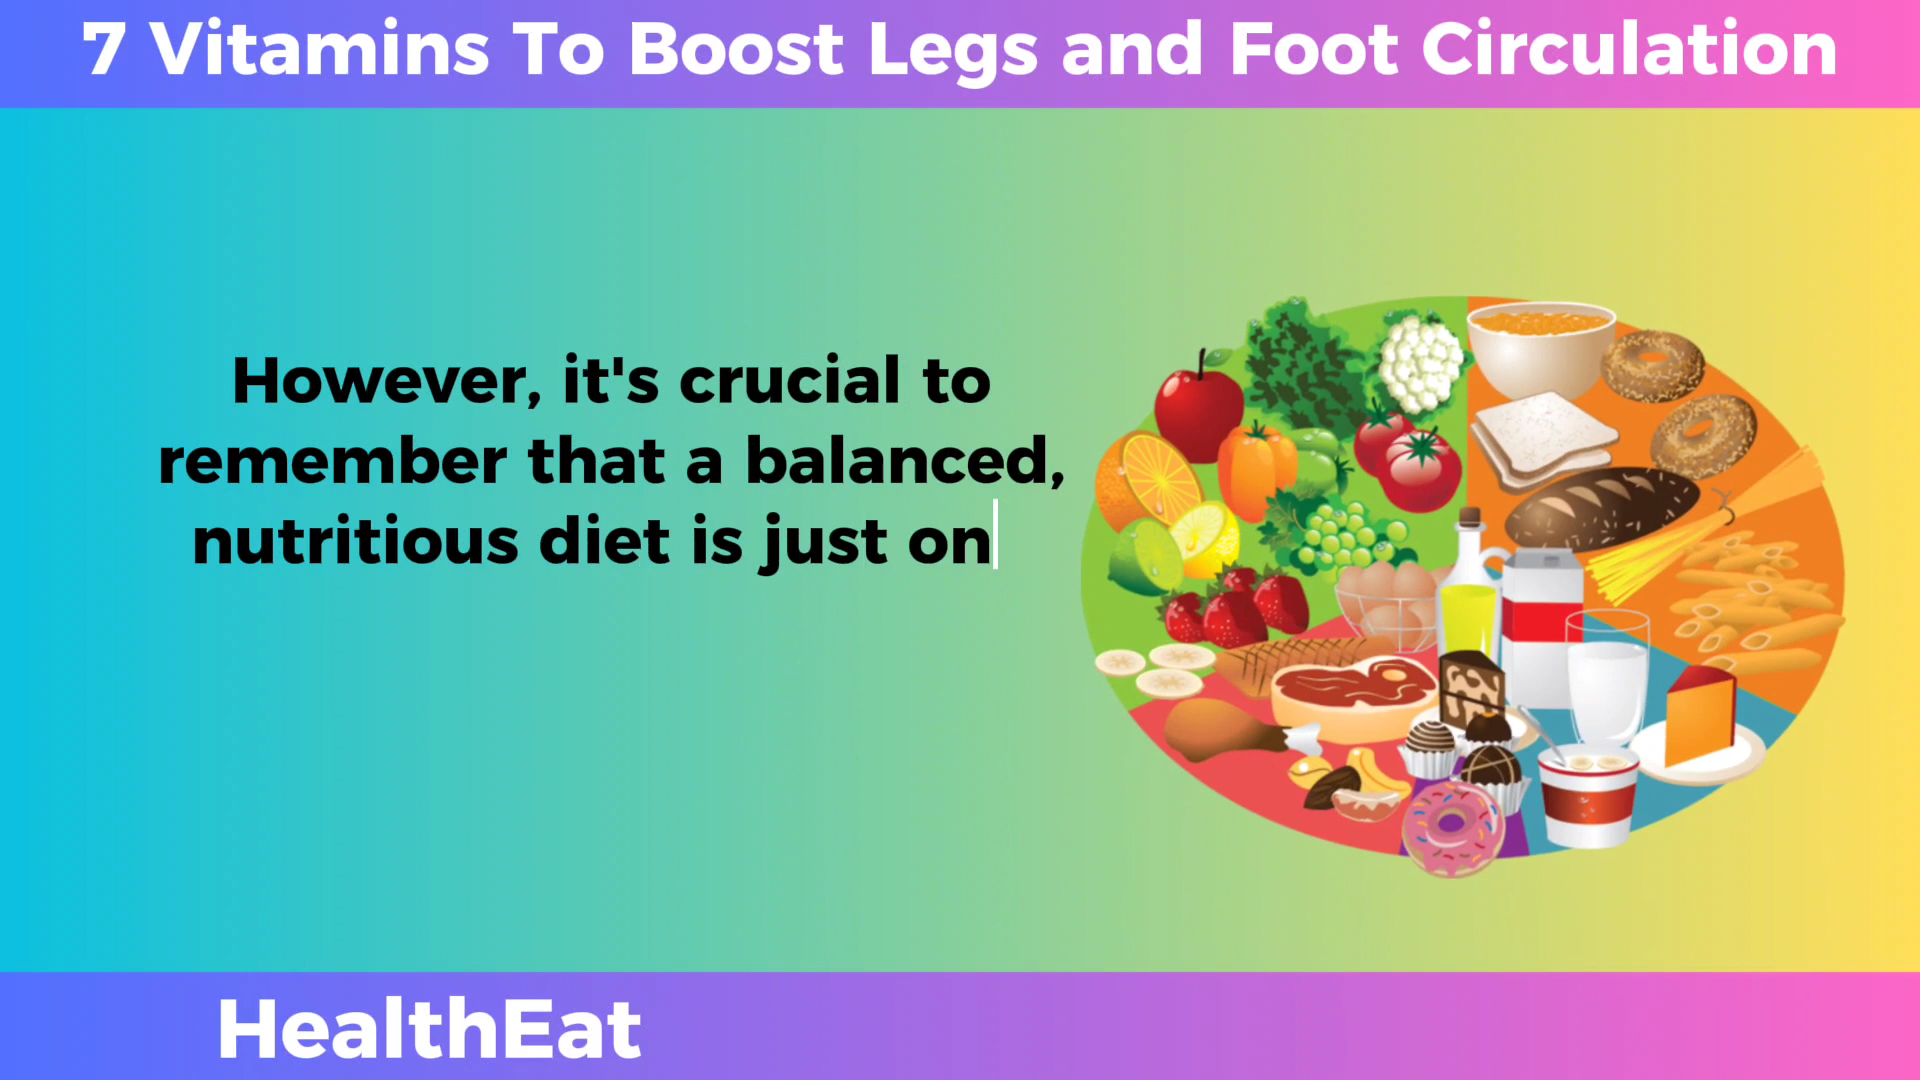 7 Vitamins To Boost Legs and Foot Circulation
However, it's crucial to
remember that a balanced,
nutritious diet is just on
HealthEat